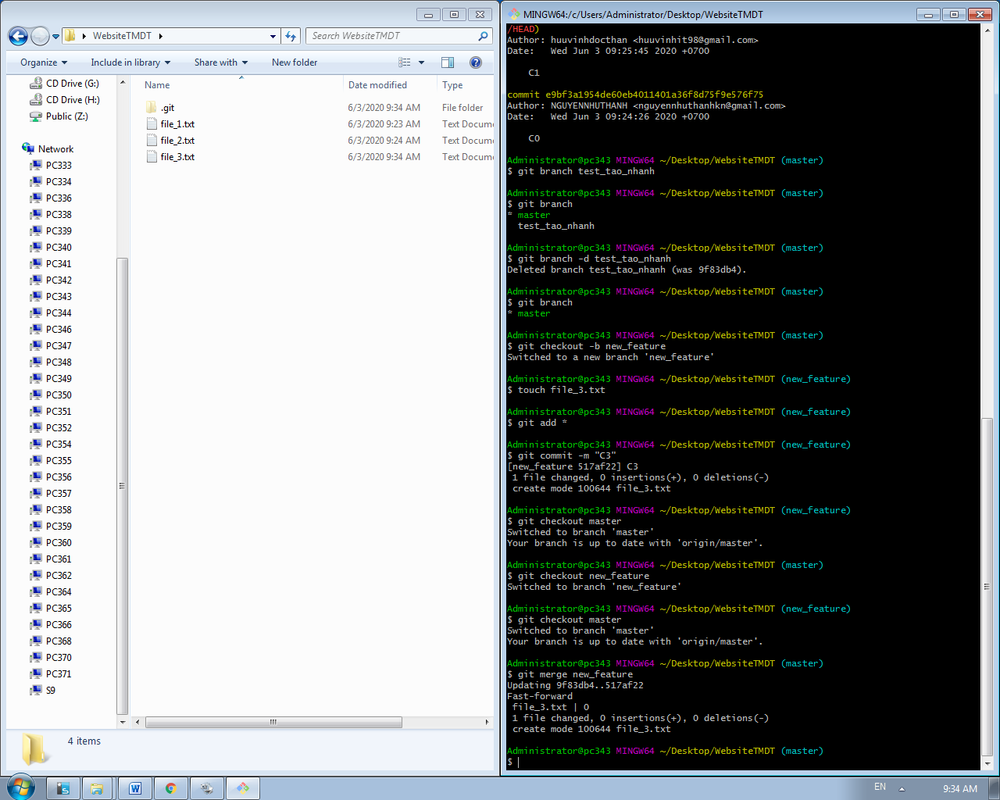 WebsiteTMDT
Search WebsiteTMDT
Organize
Include in library
Share with
New folder
CD Drive (G:)
CD Drive (H:)
Public (Z:)
Network
PC333
PC334
PC336
PC338
PC339
PC340
PC341
PC342
PC343
PC344
PC346
PC347
PC348
PC349
PC350
PC351
PC352
PC354
PC355
PC356
PC357
PC358
PC359
PC360
PC361
PC362
PC364
PC365
PC366
PC368
PC370
PC371
S9
Name Date modified Type
.git 6/3/2020 9:34 AM File folder
file_1.txt 6/3/2020 9:23 AM Text Docume
file_2.txt 6/3/2020 9:24 AM Text Docume
file_3.txt 6/3/2020 9:34 AM Text Docume
4 items
MINGW64:/c/Users/Administrator/Desktop/WebsiteTMDT
/HEAD)
Author: huuvinhdocthan <huuvinhit98@gmail.com>
Date:   Wed Jun 3 09:25:45 2020 +0700
    C1
commit e9bf3a1954de60eb4011401a36f8d75f9e576f75
Author: NGUYENNHUTHANH <nguyennhuthanhkn@gmail.com>
Date:   Wed Jun 3 09:24:26 2020 +0700
    C0
Administrator@pc343 MINGW64 ~/Desktop/WebsiteTMDT (master)
$ git branch test_tao_nhanh
Administrator@pc343 MINGW64 ~/Desktop/WebsiteTMDT (master)
$ git branch
* master
  test_tao_nhanh
Administrator@pc343 MINGW64 ~/Desktop/WebsiteTMDT (master)
$ git branch -d test_tao_nhanh
Deleted branch test_tao_nhanh (was 9f83db4).
Administrator@pc343 MINGW64 ~/Desktop/WebsiteTMDT (master)
$ git branch
* master
Administrator@pc343 MINGW64 ~/Desktop/WebsiteTMDT (master)
$ git checkout -b new_feature
Switched to a new branch 'new_feature'
Administrator@pc343 MINGW64 ~/Desktop/WebsiteTMDT (new_feature)
$ touch file_3.txt
Administrator@pc343 MINGW64 ~/Desktop/WebsiteTMDT (new_feature)
$ git add *
Administrator@pc343 MINGW64 ~/Desktop/WebsiteTMDT (new_feature)
$ git commit -m "C3"
[new_feature 517af22] C3
 1 file changed, 0 insertions(+), 0 deletions(-)
 create mode 100644 file_3.txt
Administrator@pc343 MINGW64 ~/Desktop/WebsiteTMDT (new_feature)
$ git checkout master
Switched to branch 'master'
Your branch is up to date with 'origin/master'.
Administrator@pc343 MINGW64 ~/Desktop/WebsiteTMDT (master)
$ git checkout new_feature
Switched to branch 'new_feature'
Administrator@pc343 MINGW64 ~/Desktop/WebsiteTMDT (new_feature)
$ git checkout master
Switched to branch 'master'
Your branch is up to date with 'origin/master'.
Administrator@pc343 MINGW64 ~/Desktop/WebsiteTMDT (master)
$ git merge new_feature
Updating 9f83db4..517af22
Fast-forward
 file_3.txt | 0
 1 file changed, 0 insertions(+), 0 deletions(-)
 create mode 100644 file_3.txt
Administrator@pc343 MINGW64 ~/Desktop/WebsiteTMDT (master)
$
EN
9:34 AM